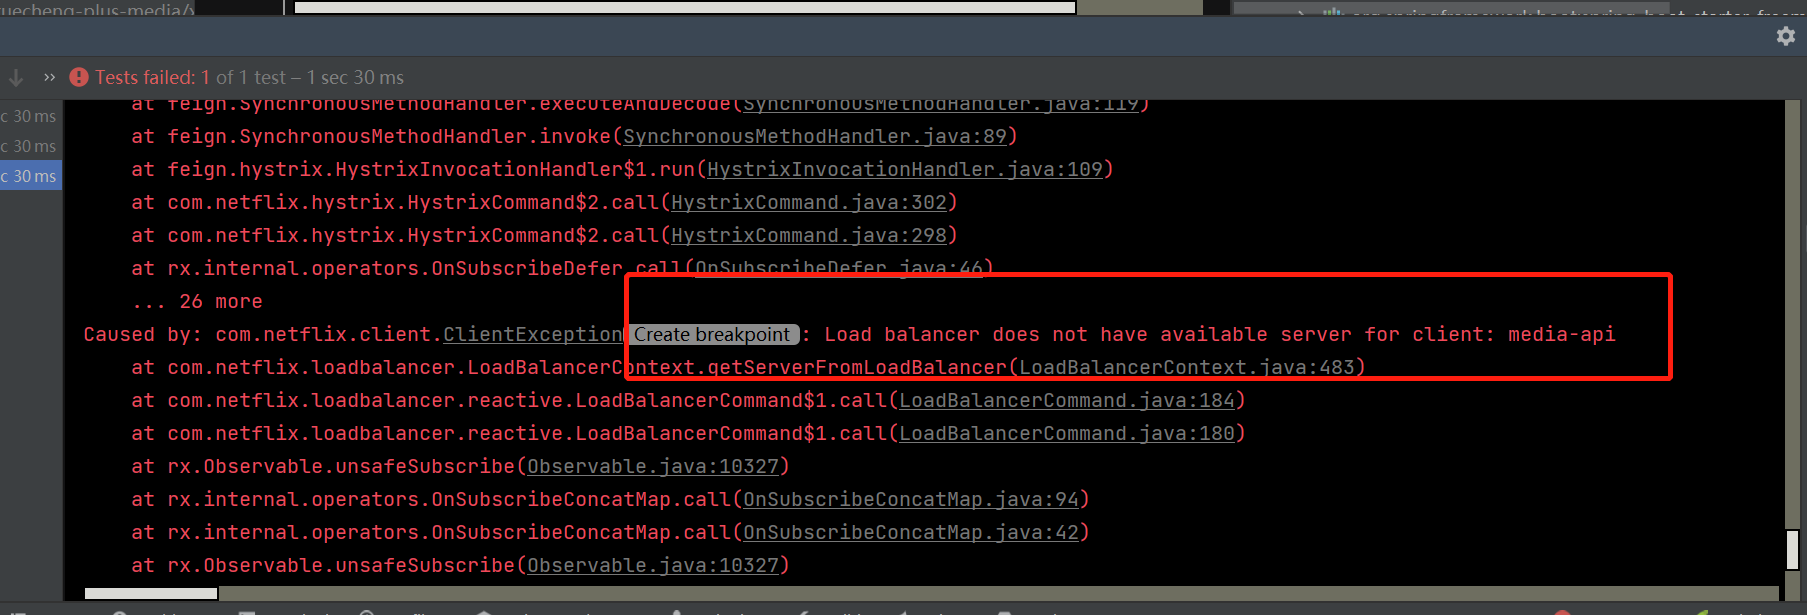 Tests failed: 1 of 1 test – 1 sec 30 ms
c 30 ms
c 30 ms
c 30 ms
at feign.SynchronousMethodHandler.executeAndDecode(SynchronousMethodHandler.java:119)
at feign.SynchronousMethodHandler.invoke(SynchronousMethodHandler.java:89)
at feign.hystrix.HystrixInvocationHandler$1.run(HystrixInvocationHandler.java:109)
at com.netflix.hystrix.HystrixCommand$2.call(HystrixCommand.java:302)
at com.netflix.hystrix.HystrixCommand$2.call(HystrixCommand.java:298)
at rx.internal.operators.OnSubscribeDefer.call(OnSubscribeDefer.java:46)
... 26 more
Caused by: com.netflix.client.ClientException Create breakpoint : Load balancer does not have available server for client: media-api
at com.netflix.loadbalancer.LoadBalancerContext.getServerFromLoadBalancer(LoadBalancerContext.java:483)
at com.netflix.loadbalancer.reactive.LoadBalancerCommand$1.call(LoadBalancerCommand.java:184)
at com.netflix.loadbalancer.reactive.LoadBalancerCommand$1.call(LoadBalancerCommand.java:180)
at rx.Observable.unsafeSubscribe(Observable.java:10327)
at rx.internal.operators.OnSubscribeConcatMap.call(OnSubscribeConcatMap.java:94)
at rx.internal.operators.OnSubscribeConcatMap.call(OnSubscribeConcatMap.java:42)
at rx.Observable.unsafeSubscribe(Observable.java:10327)